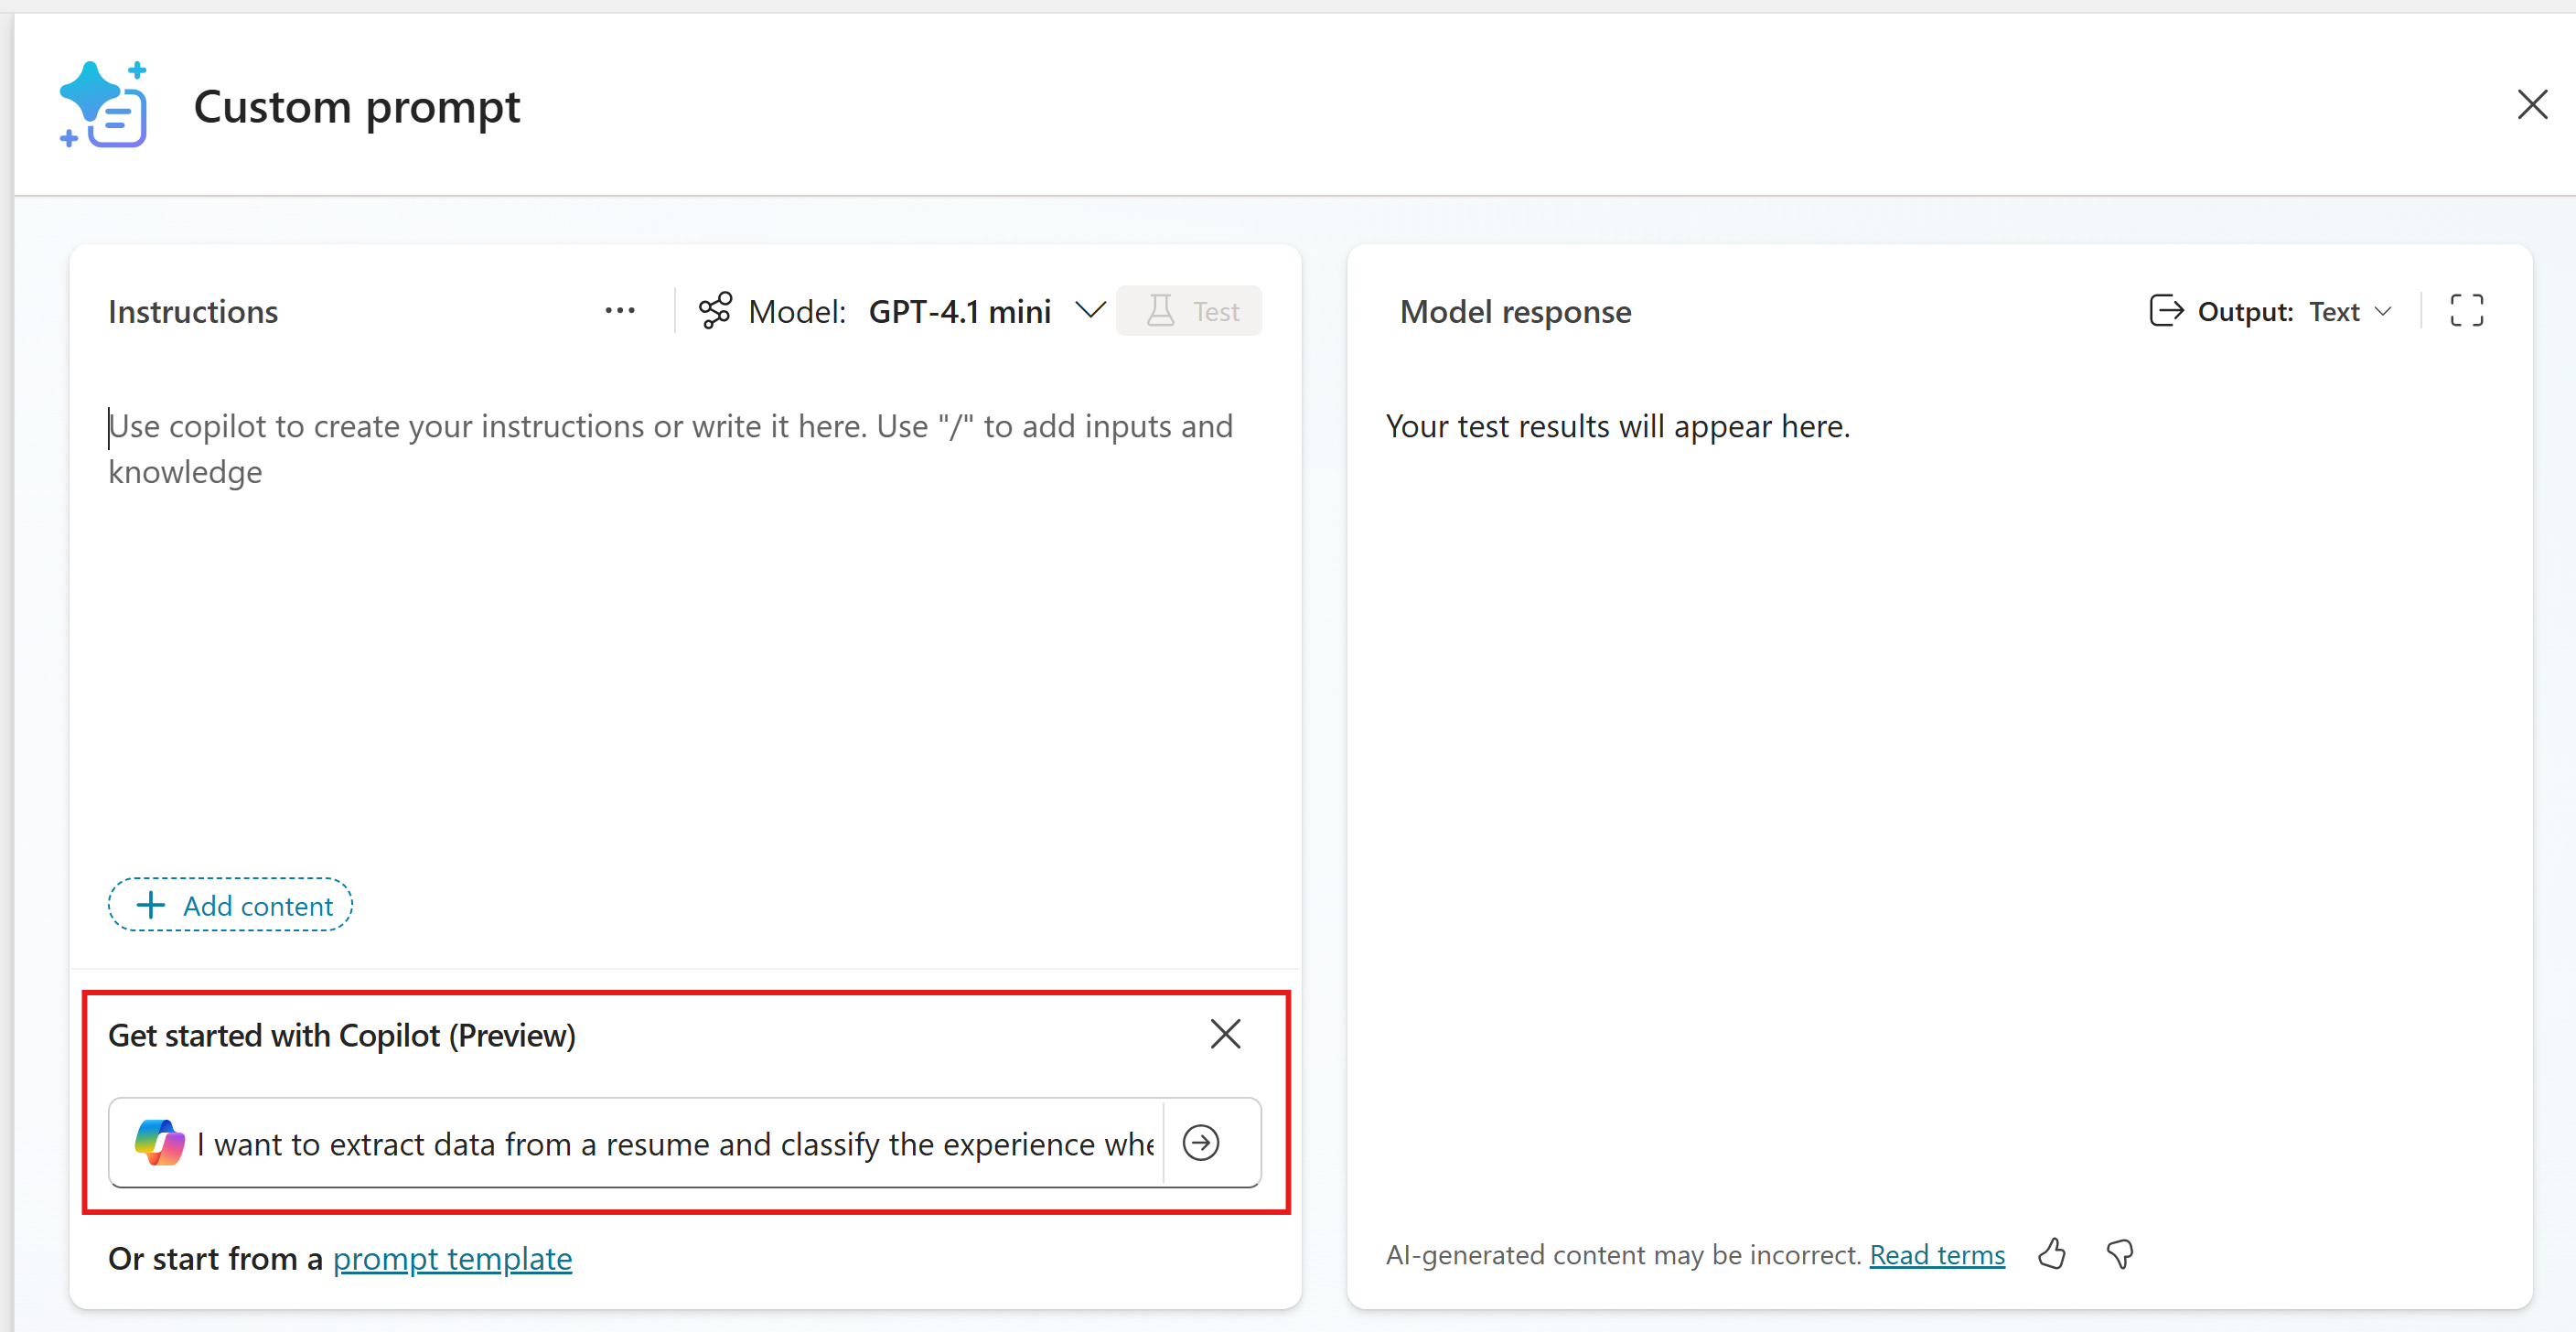 Custom prompt
Instructions
Model: GPT-4.1 mini
Test
Use copilot to create your instructions or write it here. Use "/" to add inputs and
knowledge
Add content
Get started with Copilot (Preview)
I want to extract data from a resume and classify the experience whe
Or start from a prompt template
Model response
Output: Text
Your test results will appear here.
AI-generated content may be incorrect. Read terms